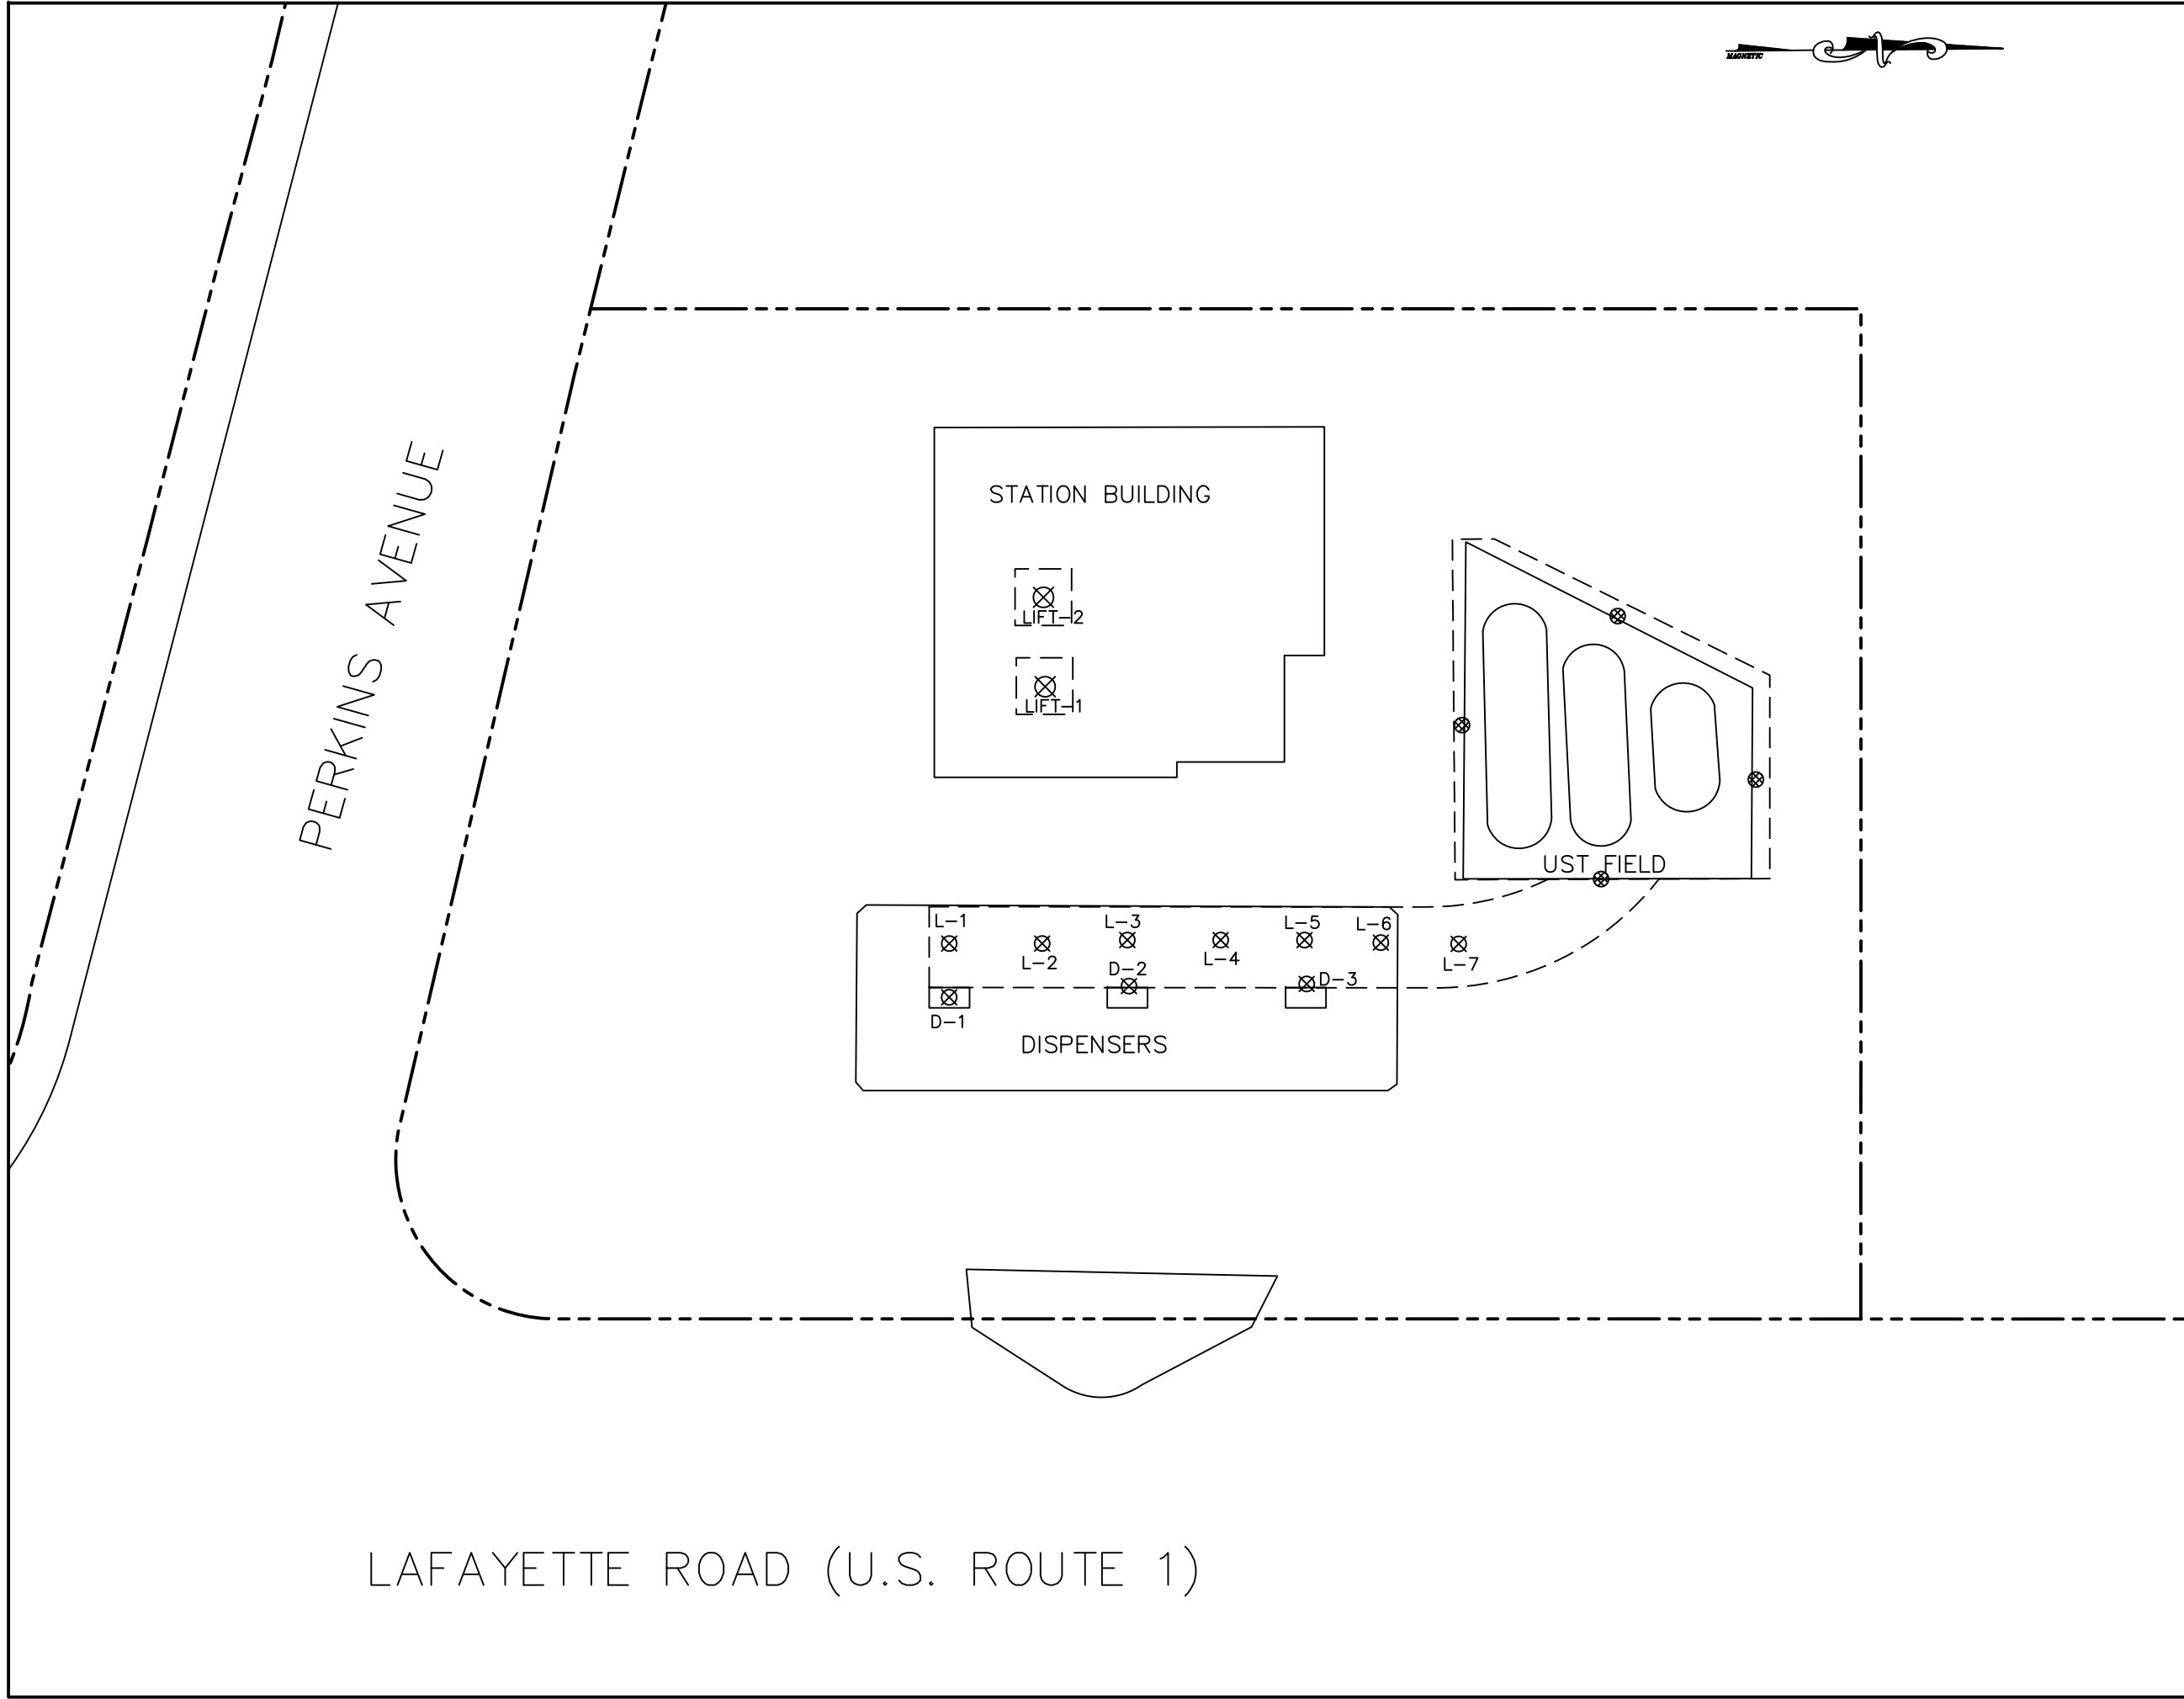 MAGNETIC
N
STATION BUILDING
PERKINS AVENUE
LIFT-2
LIFT-1
UST FIELD
L-1
L-3
L-5
L-6
L-2
L-4
L-7
D-2
D-3
D-1
DISPENSERS
LAFAYETTE ROAD (U.S. ROUTE 1)